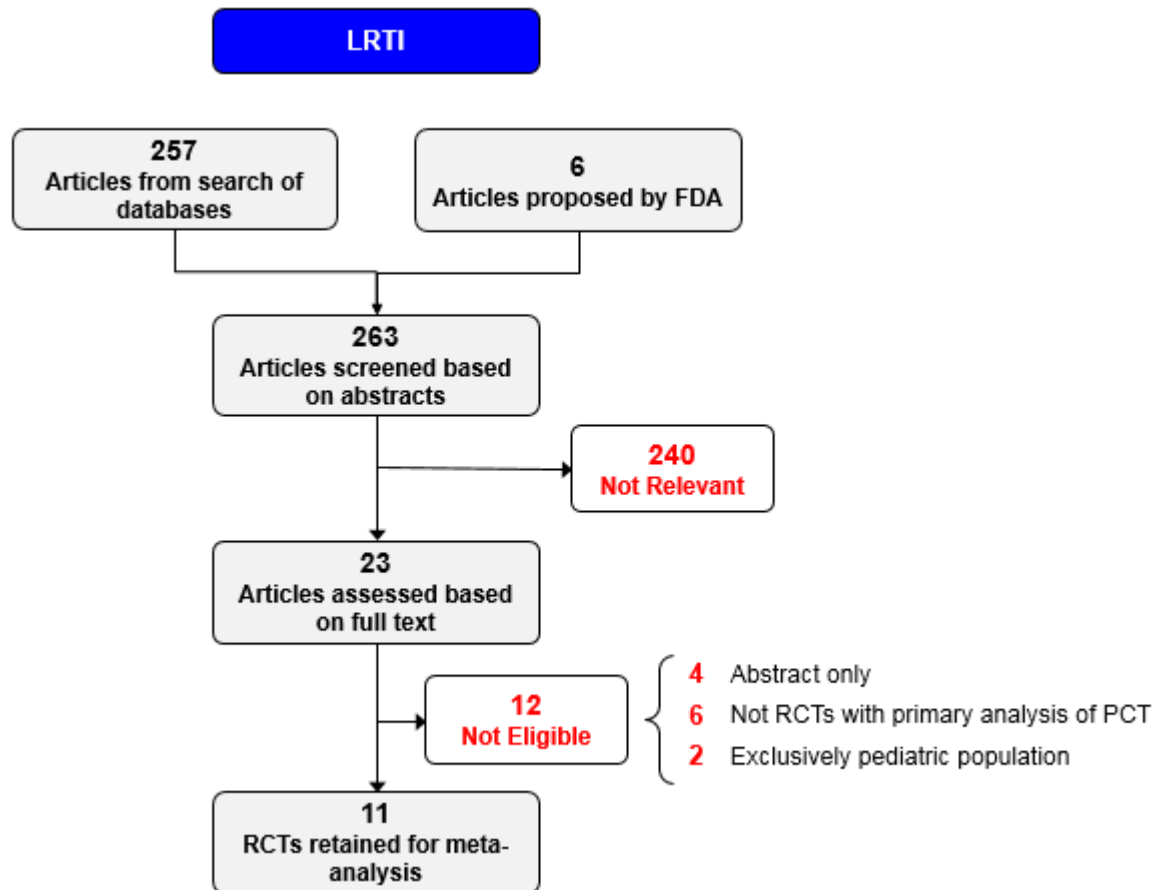 LRTI
257
Articles from search of
databases
6
Articles proposed by FDA
263
Articles screened based
on abstracts
240
Not Relevant
23
Articles assessed based
on full text
12
Not Eligible
4 Abstract only
6 Not RCTs with primary analysis of PCT
2 Exclusively pediatric population
11
RCTs retained for meta-
analysis